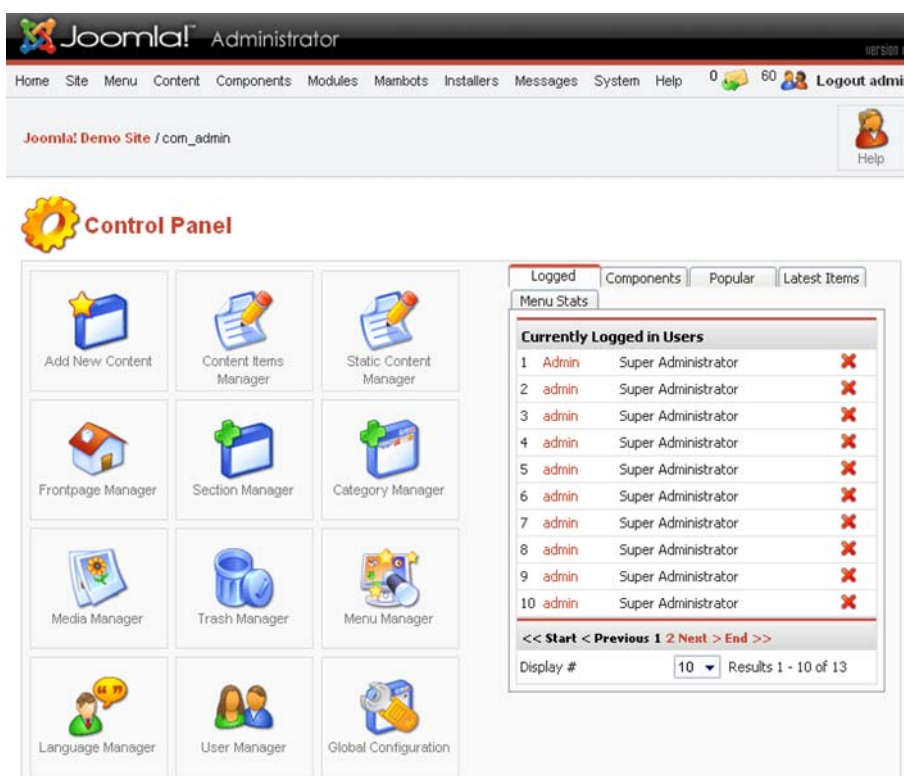 Joomla!™ Administrator
version
Home Site Menu Content Components Modules Mambots Installers Messages System Help 0 60 Logout admi
Joomla! Demo Site / com_admin
Help
Control Panel
Add New Content
Content Items
Manager
Static Content
Manager
Frontpage Manager
Section Manager
Category Manager
Media Manager
Trash Manager
Menu Manager
Language Manager
User Manager
Global Configuration
Logged Components Popular Latest Items
Menu Stats
Currently Logged in Users
1 Admin Super Administrator
2 admin Super Administrator
3 admin Super Administrator
4 admin Super Administrator
5 admin Super Administrator
6 admin Super Administrator
7 admin Super Administrator
8 admin Super Administrator
9 admin Super Administrator
10 admin Super Administrator
<< Start < Previous 1 2 Next > End >>
Display # 10 Results 1 - 10 of 13